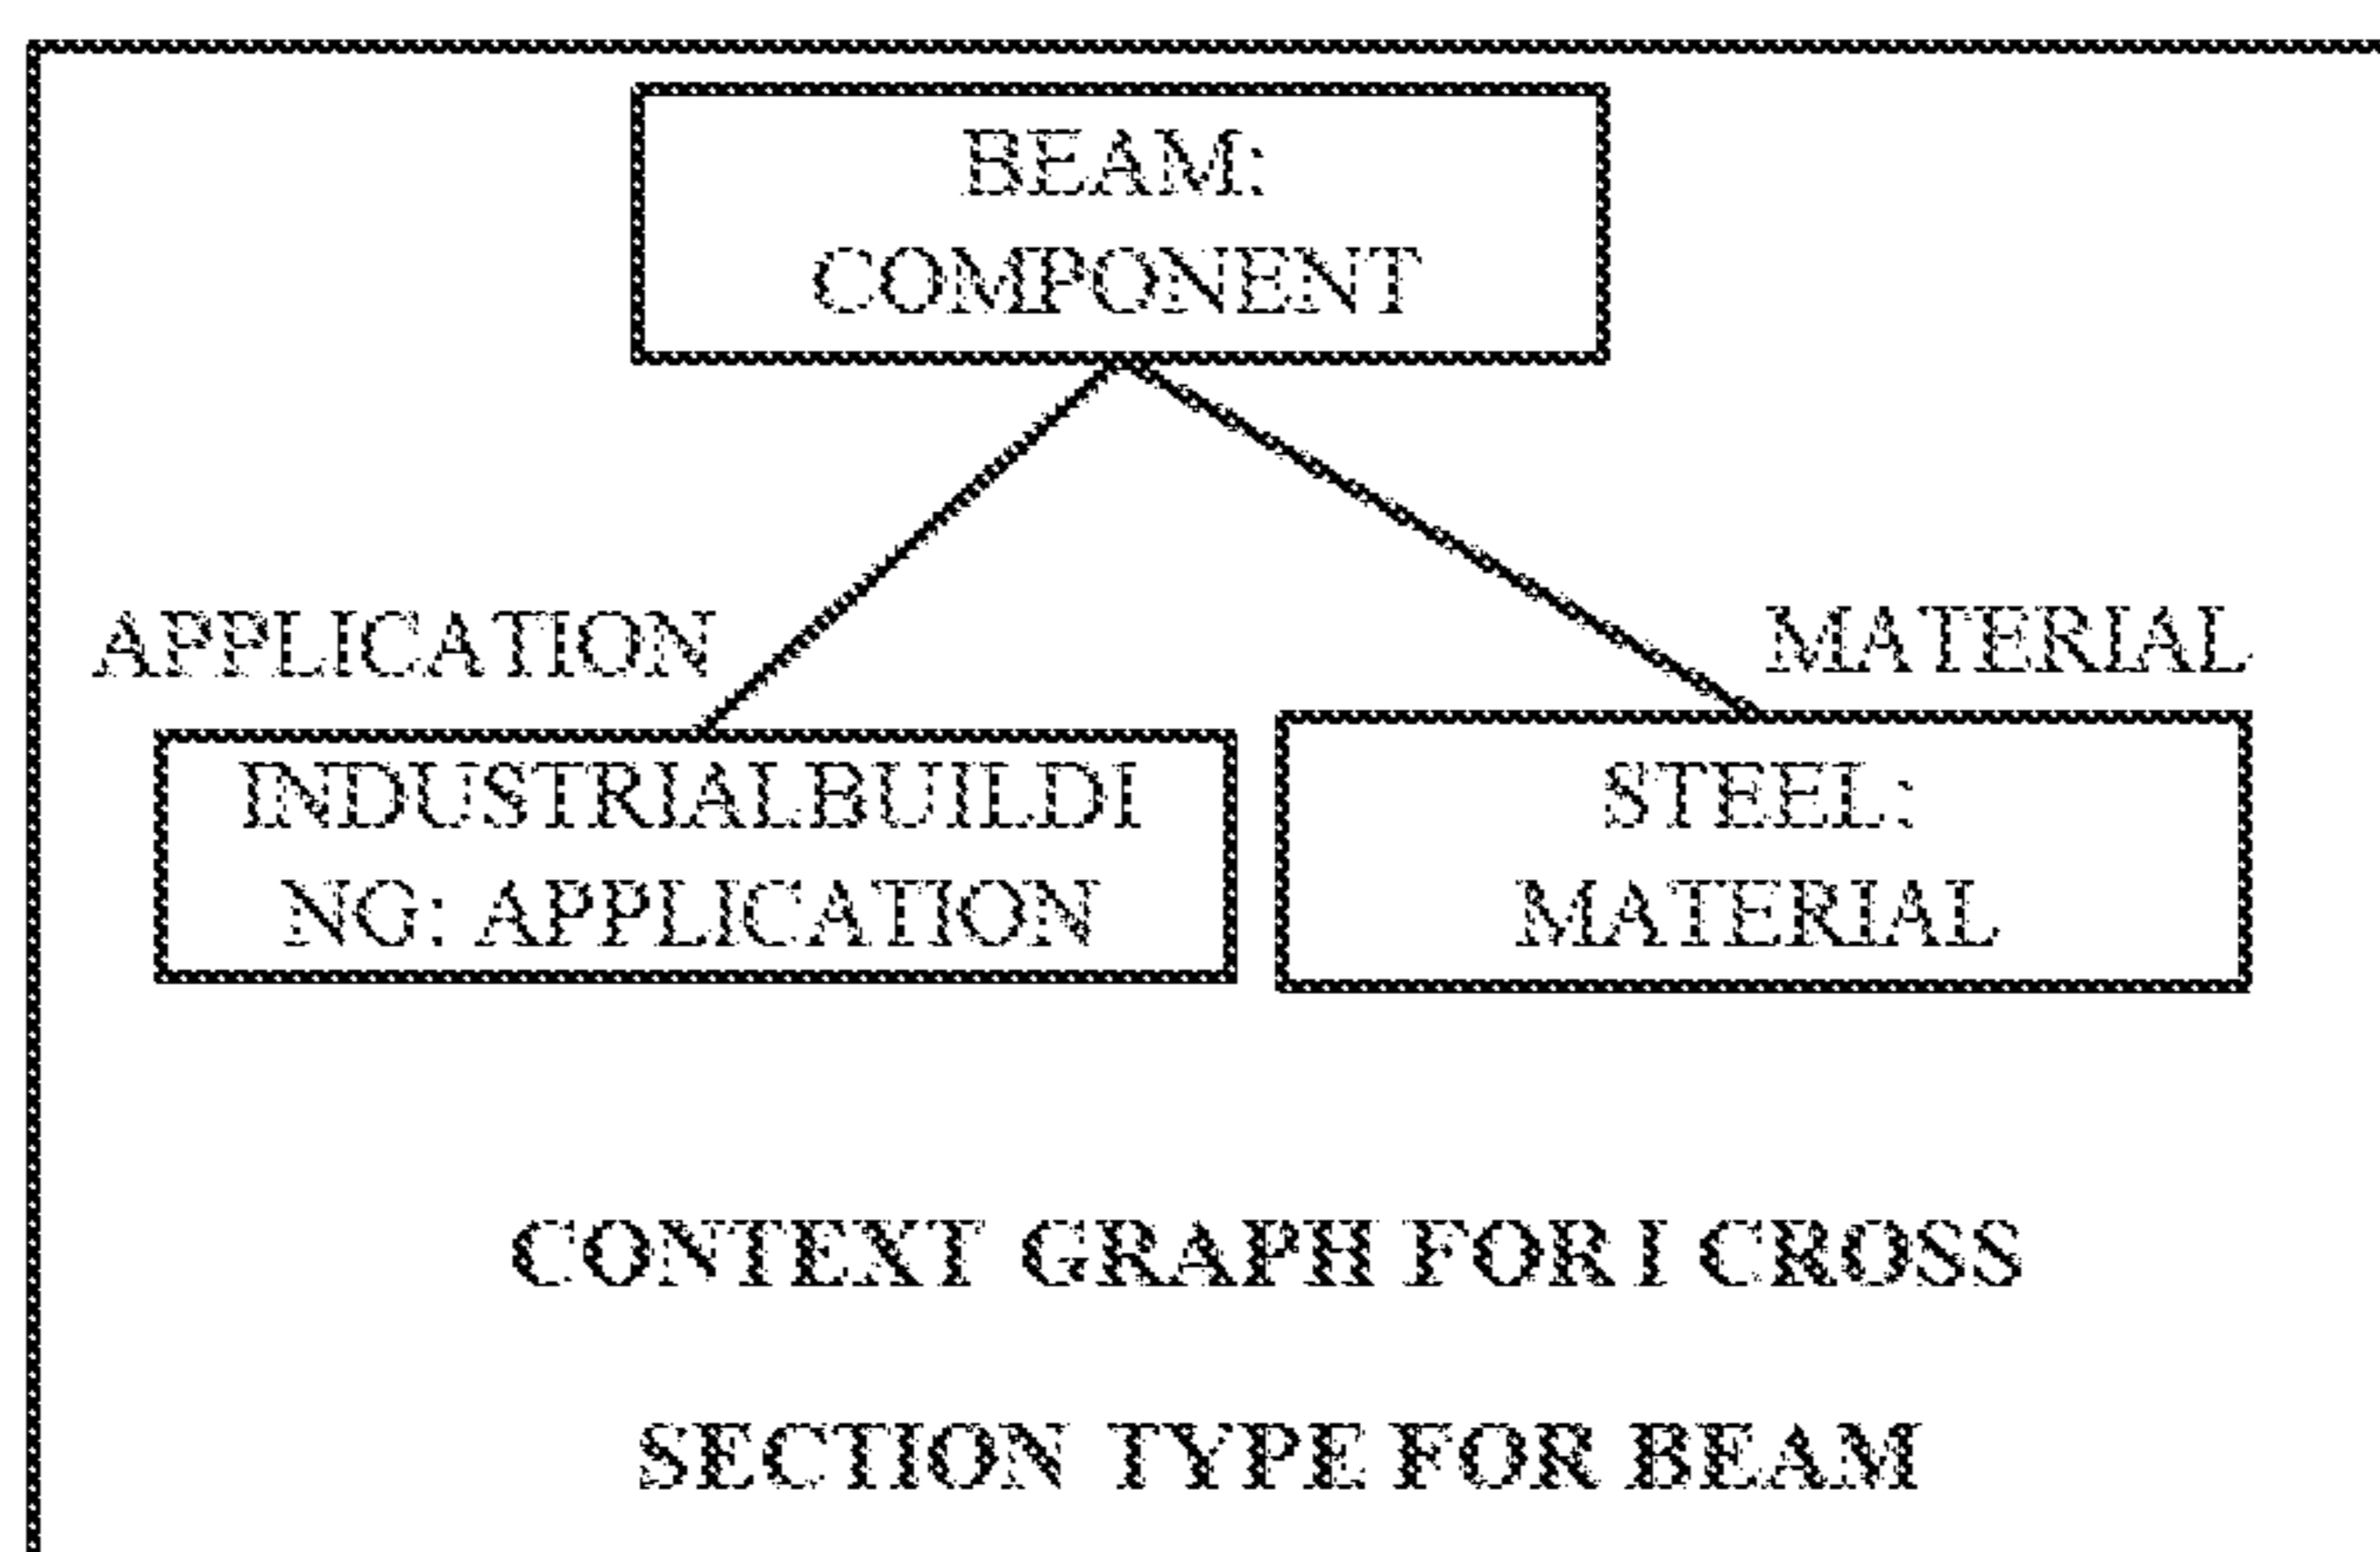 BEAM:
COMPONENT
APPLICATION
MATERIAL
INDUSTRIALBUILDI
NG: APPLICATION
STEEL:
MATERIAL
CONTEXT GRAPH FOR I CROSS
SECTION TYPE FOR BEAM